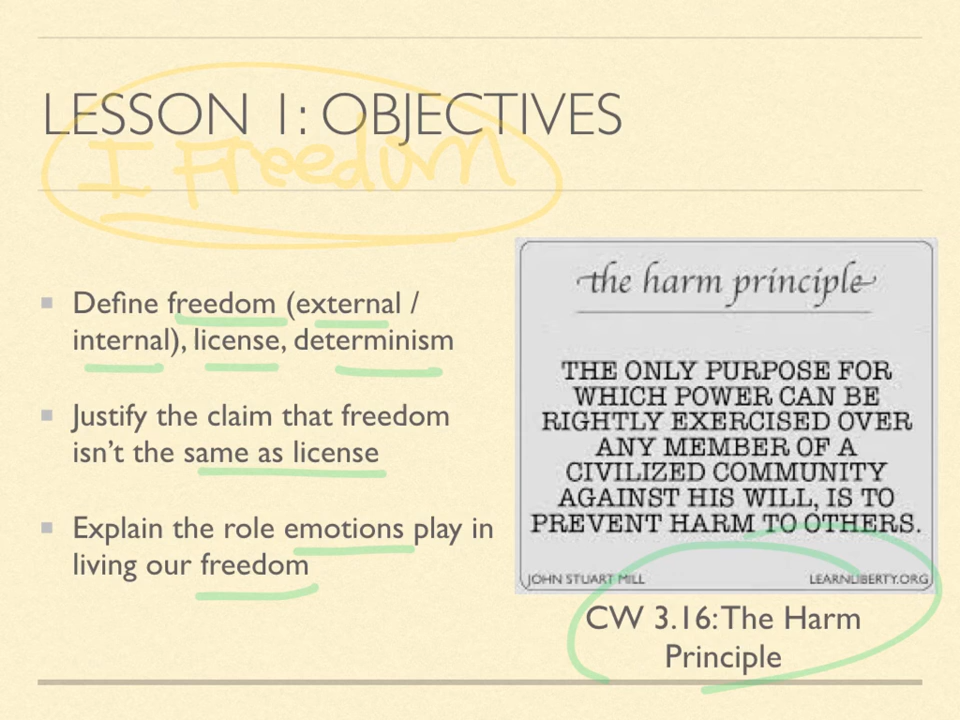 LESSON 1: OBJECTIVES
I Freedom
Define freedom (external /
internal), license, determinism
Justify the claim that freedom
isn't the same as license
Explain the role emotions play in
living our freedom
the harm principle
THE ONLY PURPOSE FOR
WHICH POWER CAN BE
RIGHTLY EXERCISED OVER
ANY MEMBER OF A
CIVILIZED COMMUNITY
AGAINST HIS WILL, IS TO
PREVENT HARM TO OTHERS.
JOHN STUART MILL LEARNLIBERTY.ORG
CW 3.16: The Harm
Principle